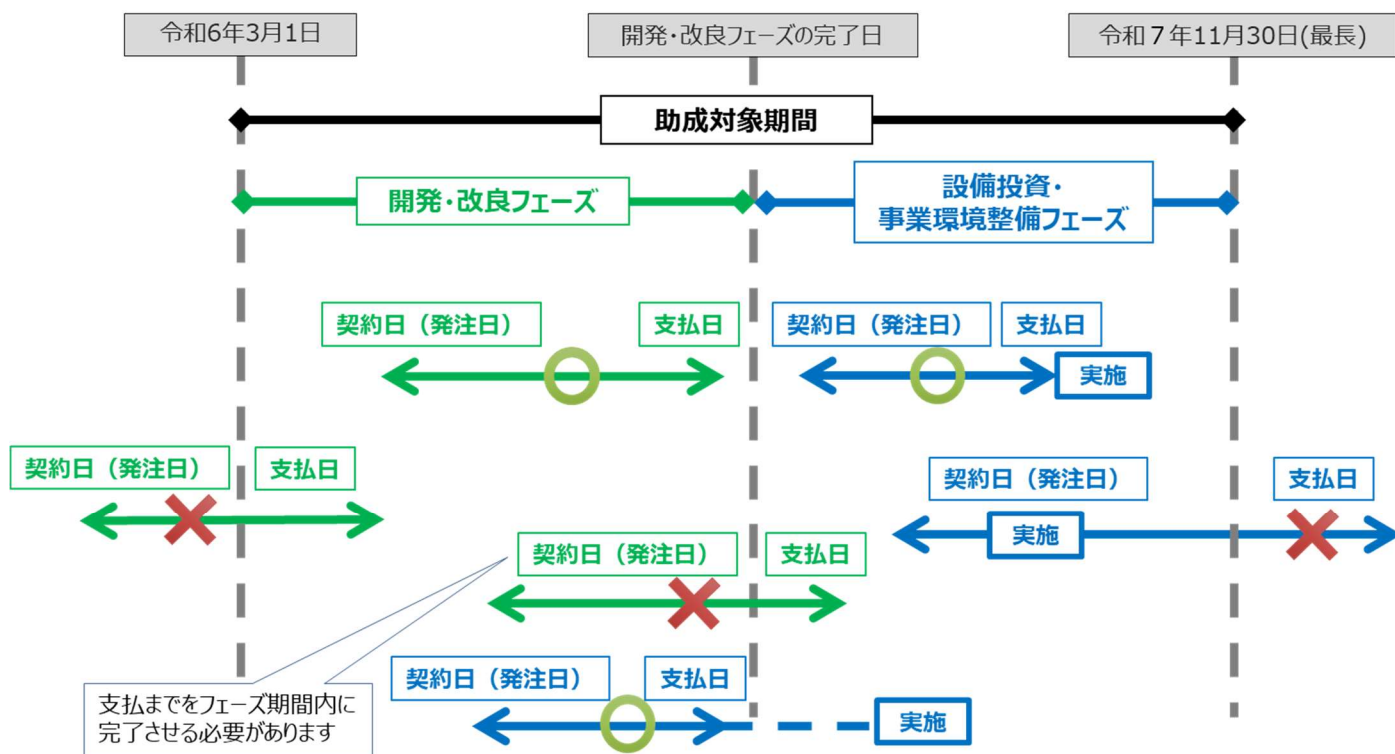 令和6年3月1日
開発・改良フェーズの完了日
令和７年11月30日(最長)
助成対象期間
開発・改良フェーズ
設備投資・
事業環境整備フェーズ
契約日（発注日）
支払日
契約日（発注日）
支払日
実施
契約日（発注日）
支払日
契約日（発注日）
支払日
実施
契約日（発注日）
支払日
支払までをフェーズ期間内に
完了させる必要があります
契約日（発注日）
支払日
実施